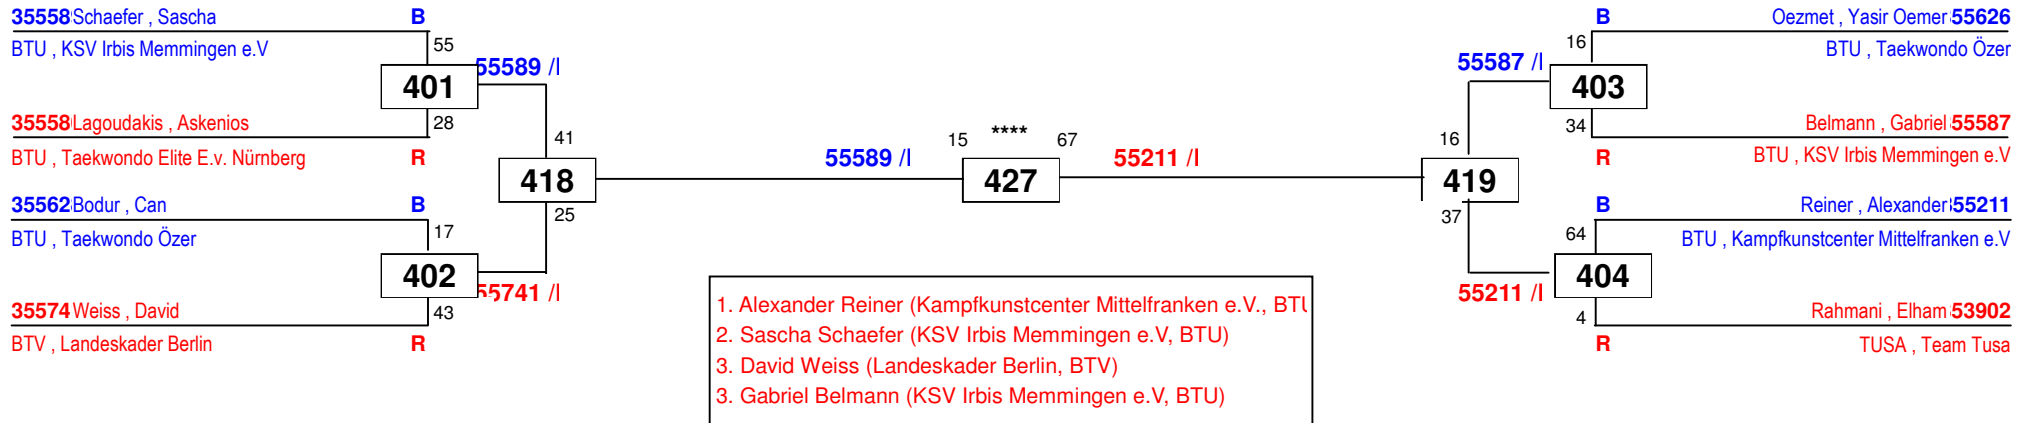 35558 Schaefer , Sascha B
BTU , KSV Irbis Memmingen e.V
55
401
55589 /I
35558 Lagoudakis , Askenios
28
BTU , Taekwondo Elite E.v. Nürnberg R
41
418
25
35562 Bodur , Can B
BTU , Taekwondo Özer
17
402
55741 /I
35574 Weiss , David
43
BTV , Landeskader Berlin R
55589 /I
15 **** 67
427
55211 /I
B Oezmet , Yasir Oemer 55626
16
BTU , Taekwondo Özer
55587 /I
403
34
Belmann , Gabriel 55587
R BTU , KSV Irbis Memmingen e.V
16
419
37
B Reiner , Alexander 55211
64
BTU , Kampfkunstcenter Mittelfranken e.V
404
55211 /I
4
Rahmani , Elham 53902
R TUSA , Team Tusa
1. Alexander Reiner (Kampfkunstcenter Mittelfranken e.V., BTU
2. Sascha Schaefer (KSV Irbis Memmingen e.V, BTU)
3. David Weiss (Landeskader Berlin, BTV)
3. Gabriel Belmann (KSV Irbis Memmingen e.V, BTU)